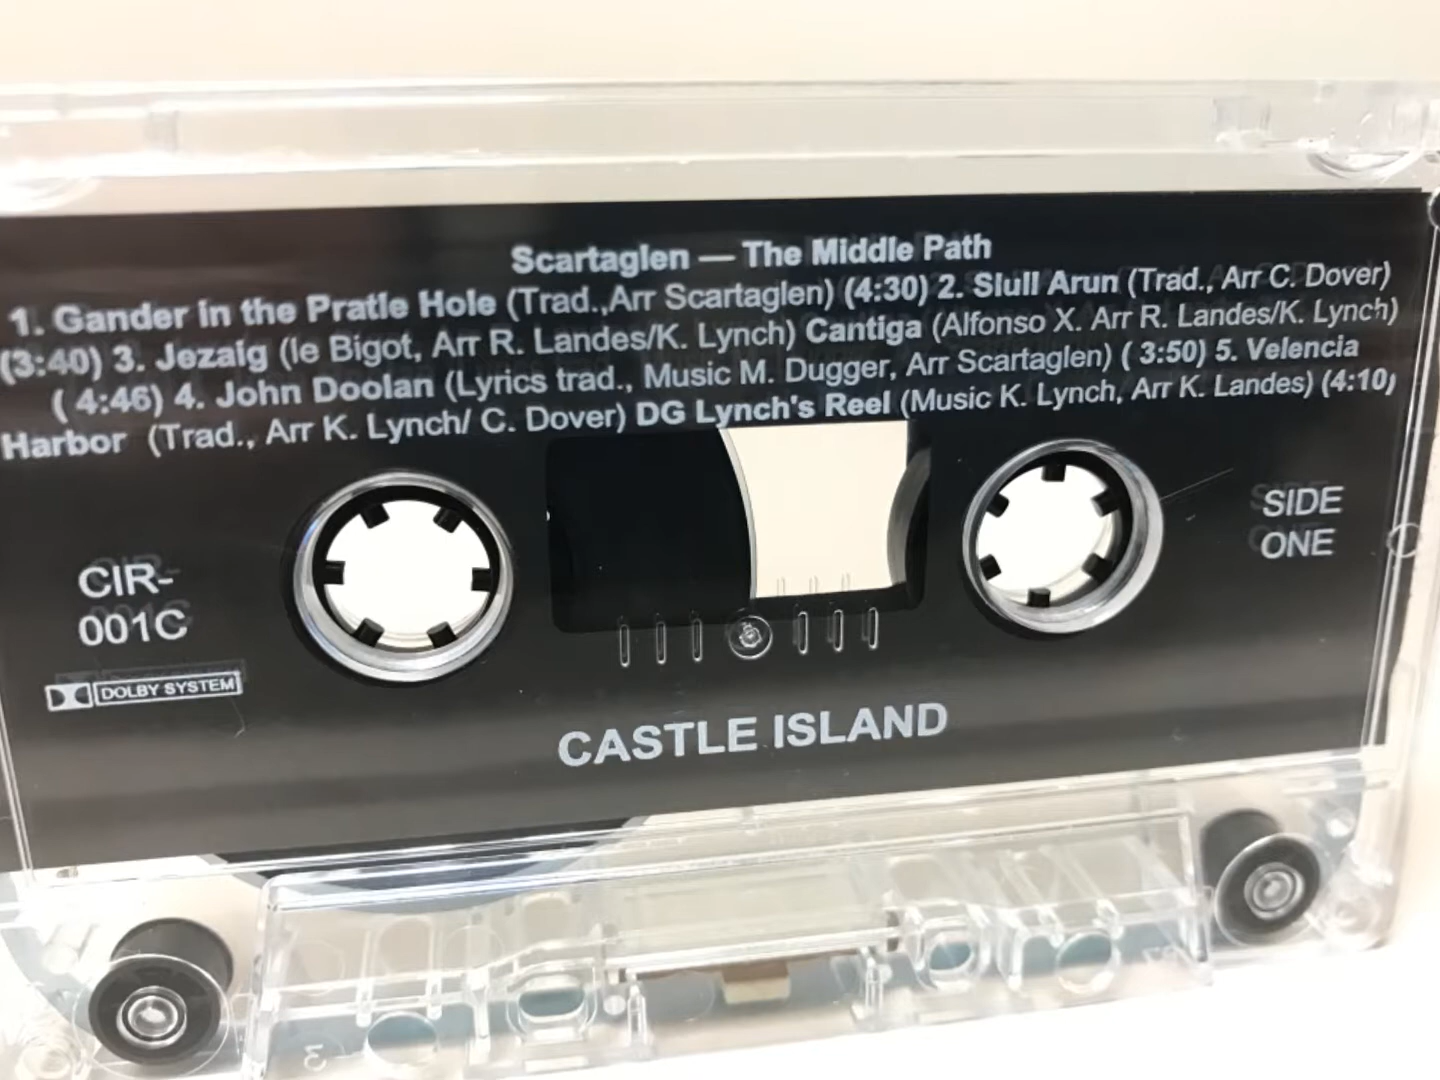 Scartaglen — The Middle Path
1. Gander in the Pratie Hole (Trad.,Arr Scartaglen) (4:30) 2. Siull Arun (Trad., Arr C. Dover)
(3:40) 3. Jezaig (le Bigot, Arr R. Landes/K. Lynch) Cantiga (Alfonso X. Arr R. Landes/K. Lynch)
( 4:46) 4. John Doolan (Lyrics trad., Music M. Dugger, Arr Scartaglen) ( 3:50) 5. Velencia
Harbor (Trad., Arr K. Lynch/ C. Dover) DG Lynch's Reel (Music K. Lynch, Arr K. Landes) (4:10)
SIDE
ONE
CIR-
001C
DOLBY SYSTEM
CASTLE ISLAND
3